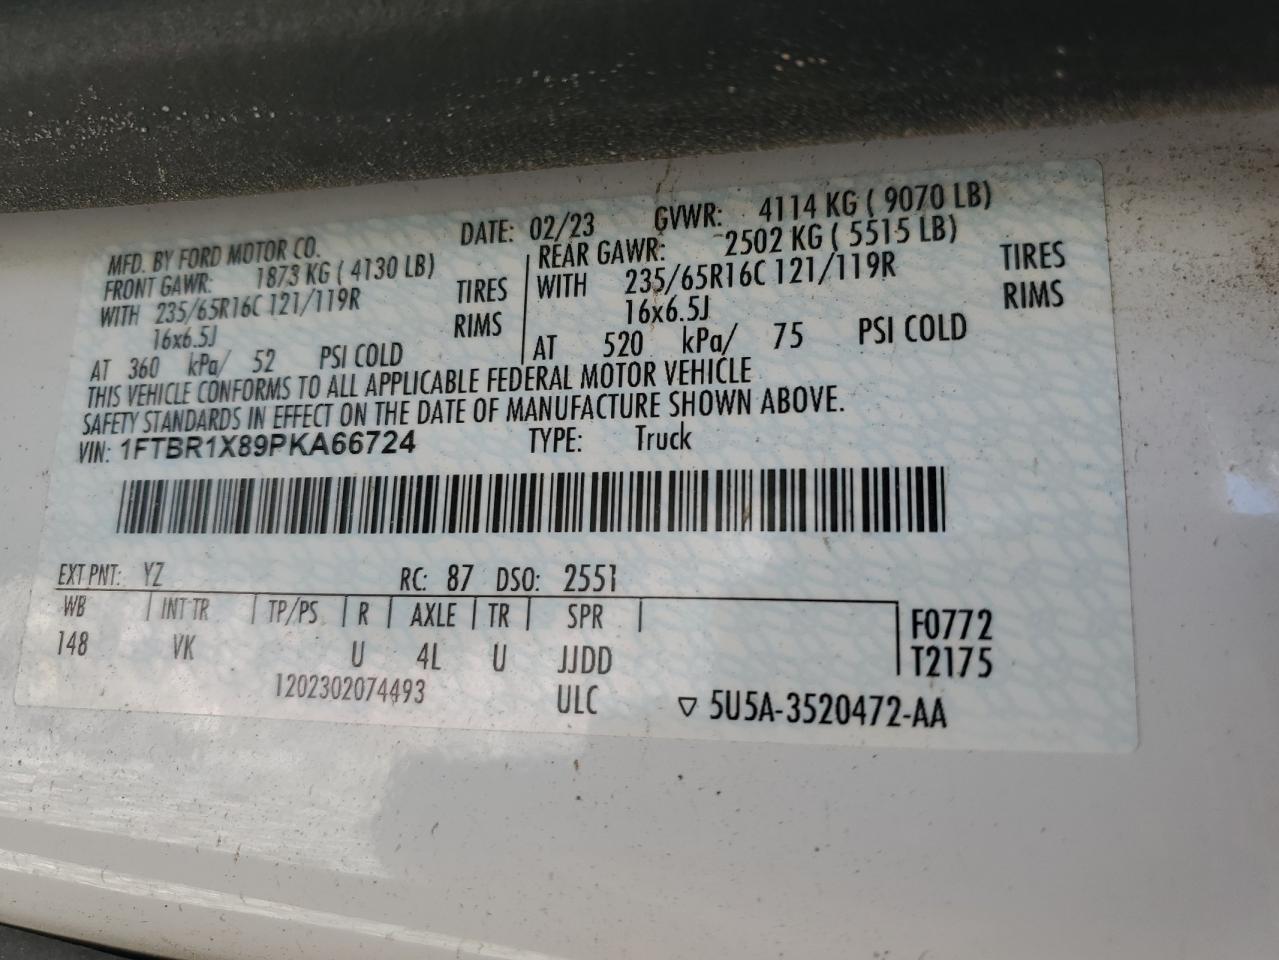 MFD. BY FORD MOTOR CO. DATE: 02/23 GVWR: 4114 KG ( 9070 LB)
FRONT GAWR: 1873 KG ( 4130 LB) REAR GAWR: 2502 KG ( 5515 LB)
WITH 235/65R16C 121/119R TIRES WITH 235/65R16C 121/119R TIRES
16x6.5J RIMS 16x6.5J RIMS
AT 360 kPa/ 52 PSI COLD AT 520 kPa/ 75 PSI COLD
THIS VEHICLE CONFORMS TO ALL APPLICABLE FEDERAL MOTOR VEHICLE
SAFETY STANDARDS IN EFFECT ON THE DATE OF MANUFACTURE SHOWN ABOVE.
VIN: 1FTBR1X89PKA66724 TYPE: Truck
EXT PNT: YZ RC: 87 DSO: 2551
WB INT TR TP/PS R AXLE TR SPR F0772
148 VK U 4L U JJDD T2175
1202302074493 ULC ▽ 5U5A-3520472-AA